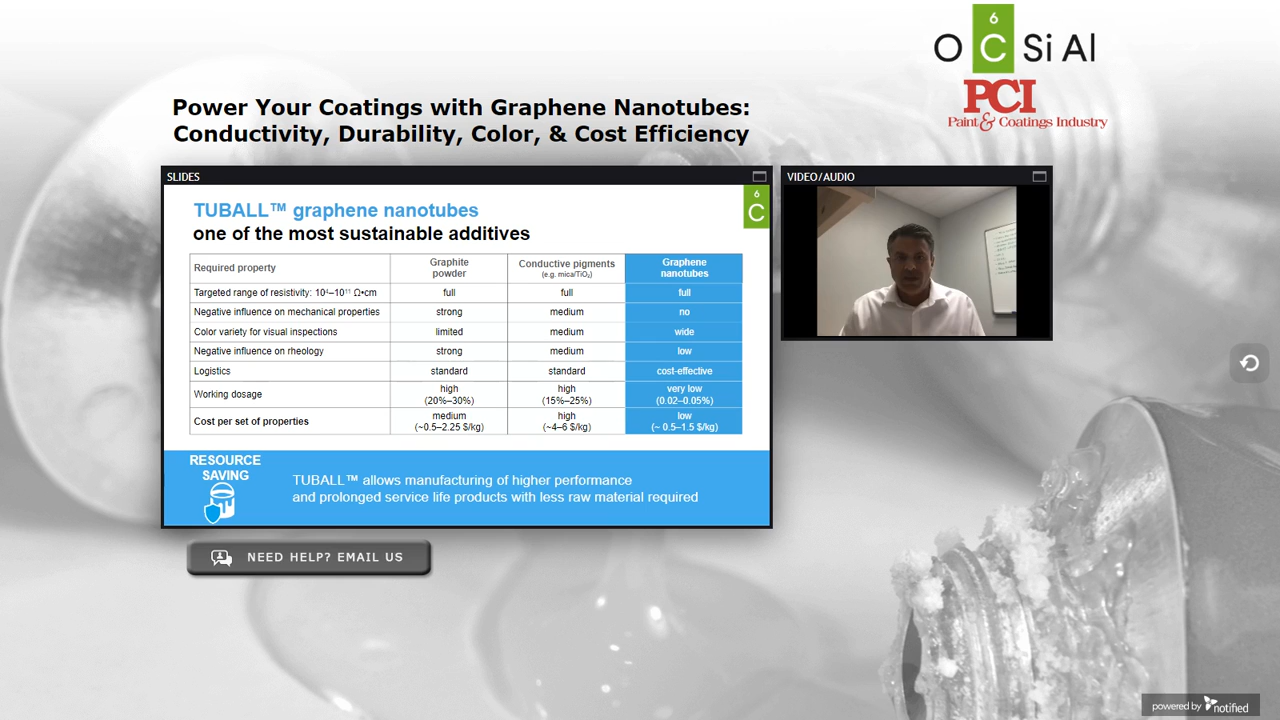 6
O C Si Al
PCI
Paint & Coatings Industry
Power Your Coatings with Graphene Nanotubes:
Conductivity, Durability, Color, & Cost Efficiency
SLIDES
TUBALL™ graphene nanotubes
one of the most sustainable additives
6
C
Required property
Graphite
powder
Conductive pigments
(e.g. mica/TiO₂)
Graphene
nanotubes
Targeted range of resistivity: 10⁴–10¹¹ Ω•cm full full full
Negative influence on mechanical properties strong medium no
Color variety for visual inspections limited medium wide
Negative influence on rheology strong medium low
Logistics standard standard cost-effective
Working dosage
high
(20%–30%)
high
(15%–25%)
very low
(0.02–0.05%)
Cost per set of properties
medium
(~0.5–2.25 $/kg)
high
(~4–6 $/kg)
low
(~ 0.5–1.5 $/kg)
RESOURCE
SAVING
TUBALL™ allows manufacturing of higher performance
and prolonged service life products with less raw material required
VIDEO/AUDIO
NEED HELP? EMAIL US
powered by notified